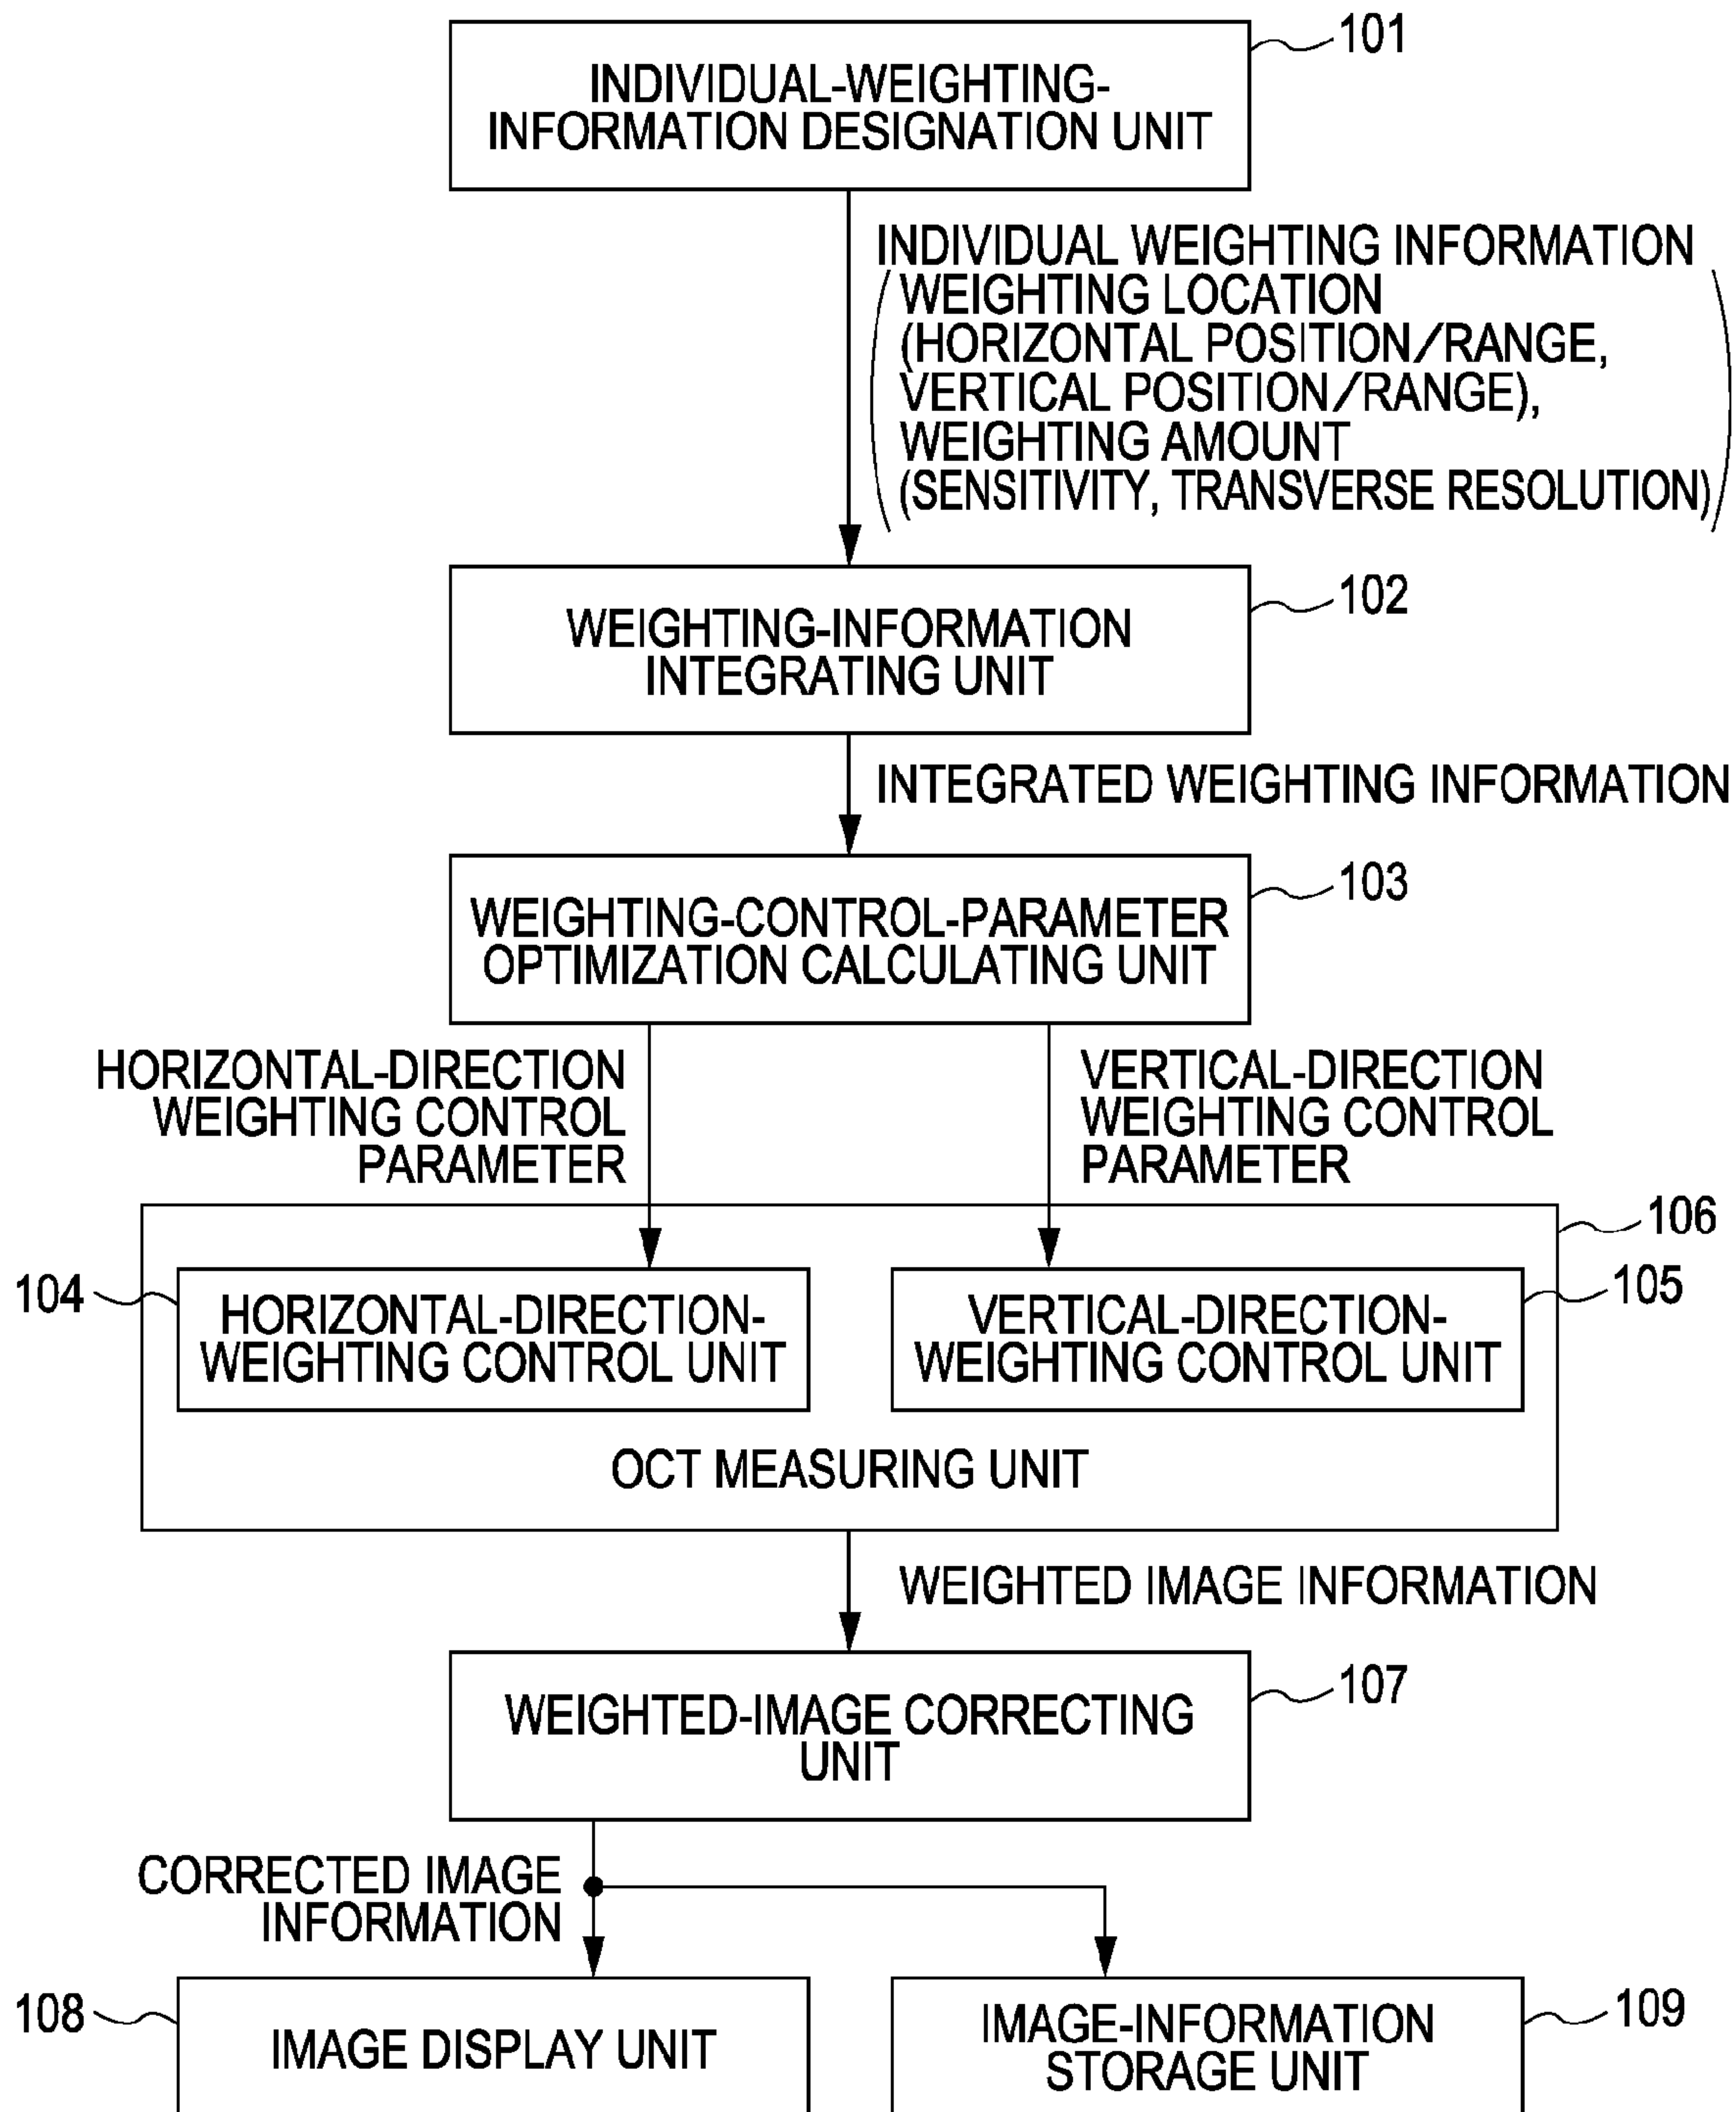 101
INDIVIDUAL-WEIGHTING-
INFORMATION DESIGNATION UNIT
INDIVIDUAL WEIGHTING INFORMATION
(WEIGHTING LOCATION
(HORIZONTAL POSITION/RANGE,
VERTICAL POSITION/RANGE),
WEIGHTING AMOUNT
(SENSITIVITY, TRANSVERSE RESOLUTION))
102
WEIGHTING-INFORMATION
INTEGRATING UNIT
INTEGRATED WEIGHTING INFORMATION
103
WEIGHTING-CONTROL-PARAMETER
OPTIMIZATION CALCULATING UNIT
HORIZONTAL-DIRECTION
WEIGHTING CONTROL
PARAMETER
VERTICAL-DIRECTION
WEIGHTING CONTROL
PARAMETER
106
104
HORIZONTAL-DIRECTION-
WEIGHTING CONTROL UNIT
105
VERTICAL-DIRECTION-
WEIGHTING CONTROL UNIT
OCT MEASURING UNIT
WEIGHTED IMAGE INFORMATION
107
WEIGHTED-IMAGE CORRECTING
UNIT
CORRECTED IMAGE
INFORMATION
108
IMAGE DISPLAY UNIT
109
IMAGE-INFORMATION
STORAGE UNIT